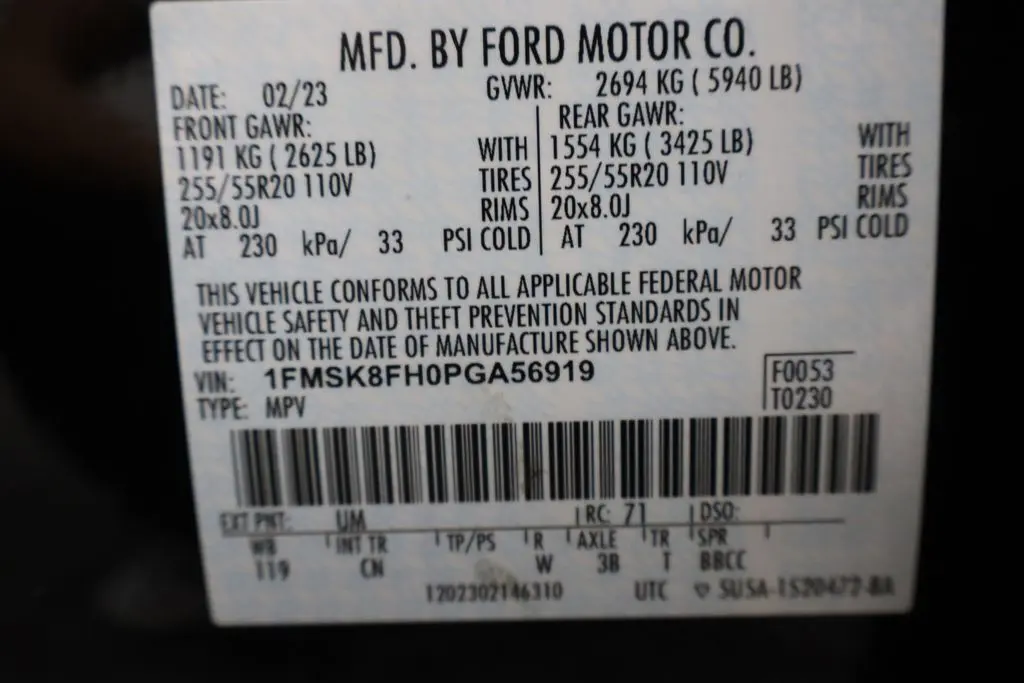 MFD. BY FORD MOTOR CO.
DATE: 02/23 GVWR: 2694 KG ( 5940 LB)
FRONT GAWR: REAR GAWR:
1191 KG ( 2625 LB) WITH 1554 KG ( 3425 LB) WITH
255/55R20 110V TIRES 255/55R20 110V TIRES
20x8.0J RIMS 20x8.0J RIMS
AT 230 kPa/ 33 PSI COLD AT 230 kPa/ 33 PSI COLD
THIS VEHICLE CONFORMS TO ALL APPLICABLE FEDERAL MOTOR
VEHICLE SAFETY AND THEFT PREVENTION STANDARDS IN
EFFECT ON THE DATE OF MANUFACTURE SHOWN ABOVE.
VIN: 1FMSK8FH0PGA56919 F0053
TYPE: MPV T0230
EXT PNT: UM RC: 71 DSO:
WB INT TR TP/PS R AXLE TR SPR
119 CN W 3B T BBCC
1202302146310 UTC SUSA-1520472-BA